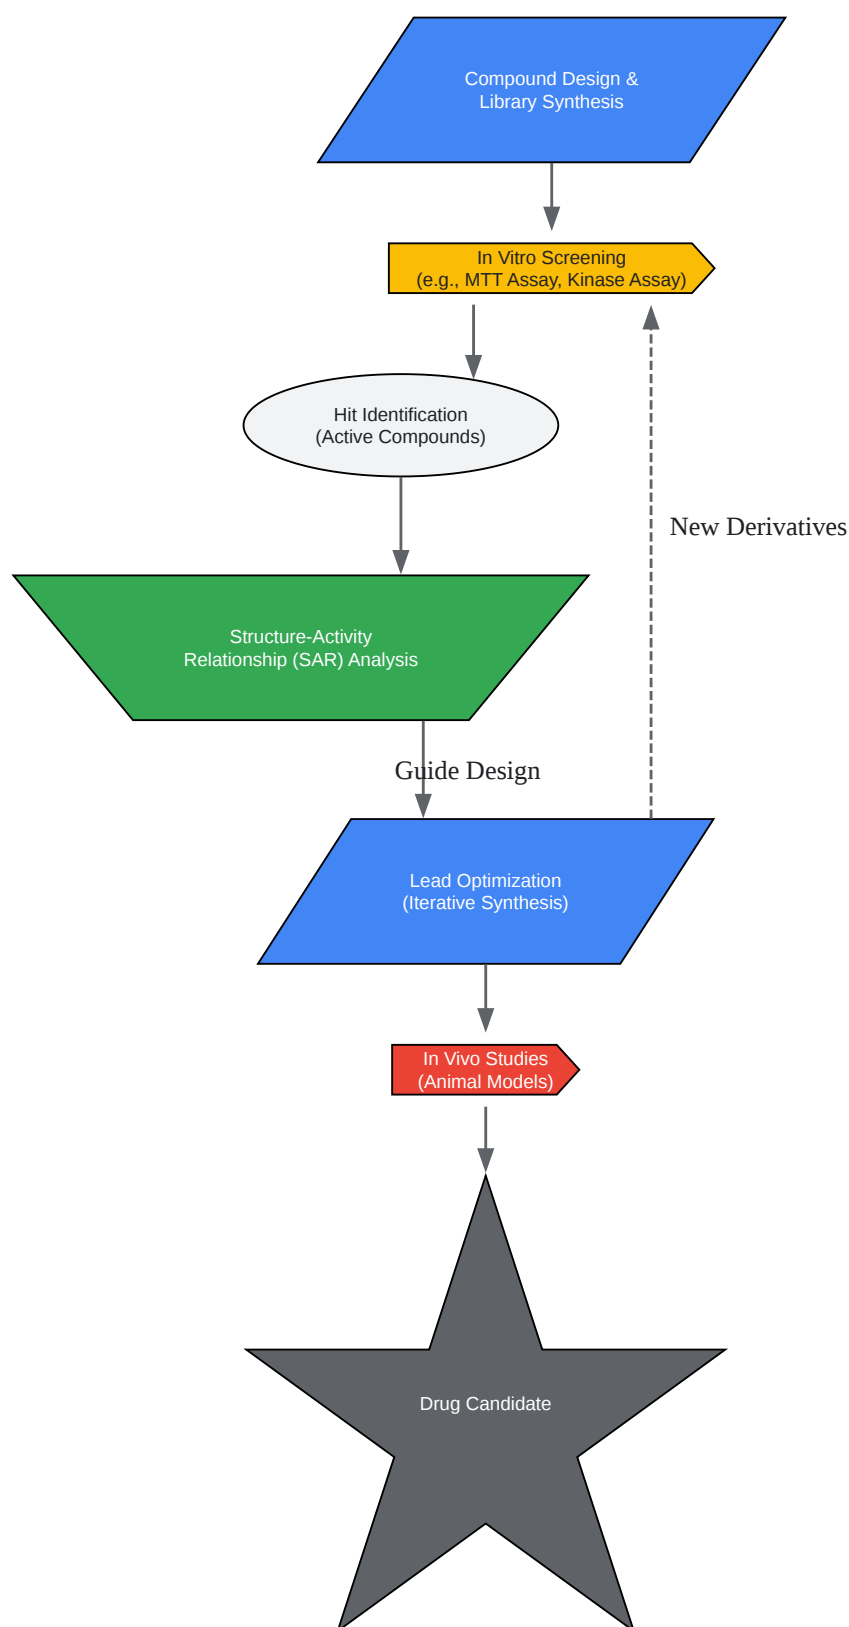 Compound Design &
Library Synthesis
In Vitro Screening
(e.g., MTT Assay, Kinase Assay)
Hit Identification
(Active Compounds)
New Derivatives
Structure-Activity
Relationship (SAR) Analysis
Guide Design
Lead Optimization
(Iterative Synthesis)
In Vivo Studies
(Animal Models)
Drug Candidate